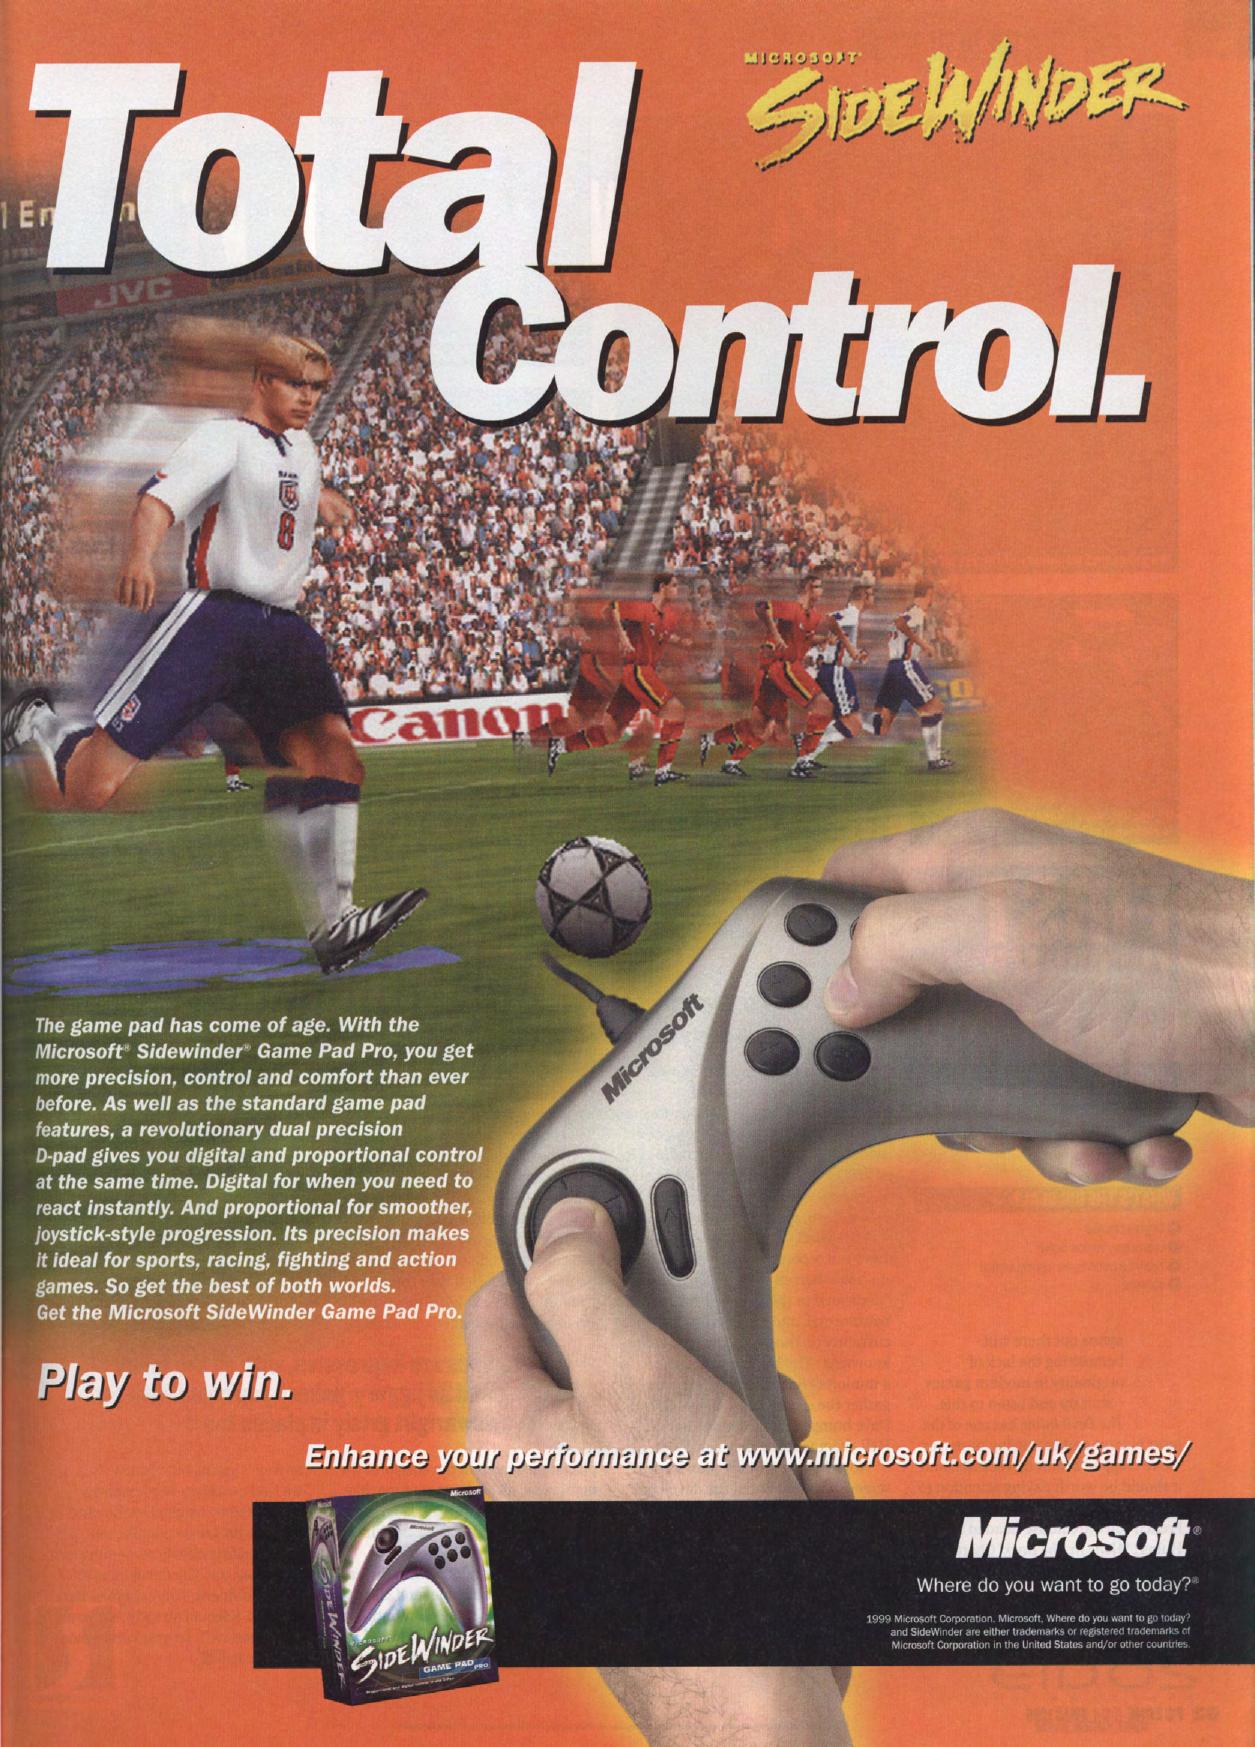 MICROSOFT®
SIDEWINDER
Total
Control.
JVC
8
Canon
Microsoft
The game pad has come of age. With the
Microsoft® Sidewinder® Game Pad Pro, you get
more precision, control and comfort than ever
before. As well as the standard game pad
features, a revolutionary dual precision
D-pad gives you digital and proportional control
at the same time. Digital for when you need to
react instantly. And proportional for smoother,
joystick-style progression. Its precision makes
it ideal for sports, racing, fighting and action
games. So get the best of both worlds.
Get the Microsoft SideWinder Game Pad Pro.
Play to win.
Enhance your performance at www.microsoft.com/uk/games/
Microsoft
Microsoft
MICROSOFT
SIDEWINDER
GAME PAD PRO
SIDEWINDER
Microsoft®
Where do you want to go today?®
1999 Microsoft Corporation. Microsoft, Where do you want to go today?
and SideWinder are either trademarks or registered trademarks of
Microsoft Corporation in the United States and/or other countries.